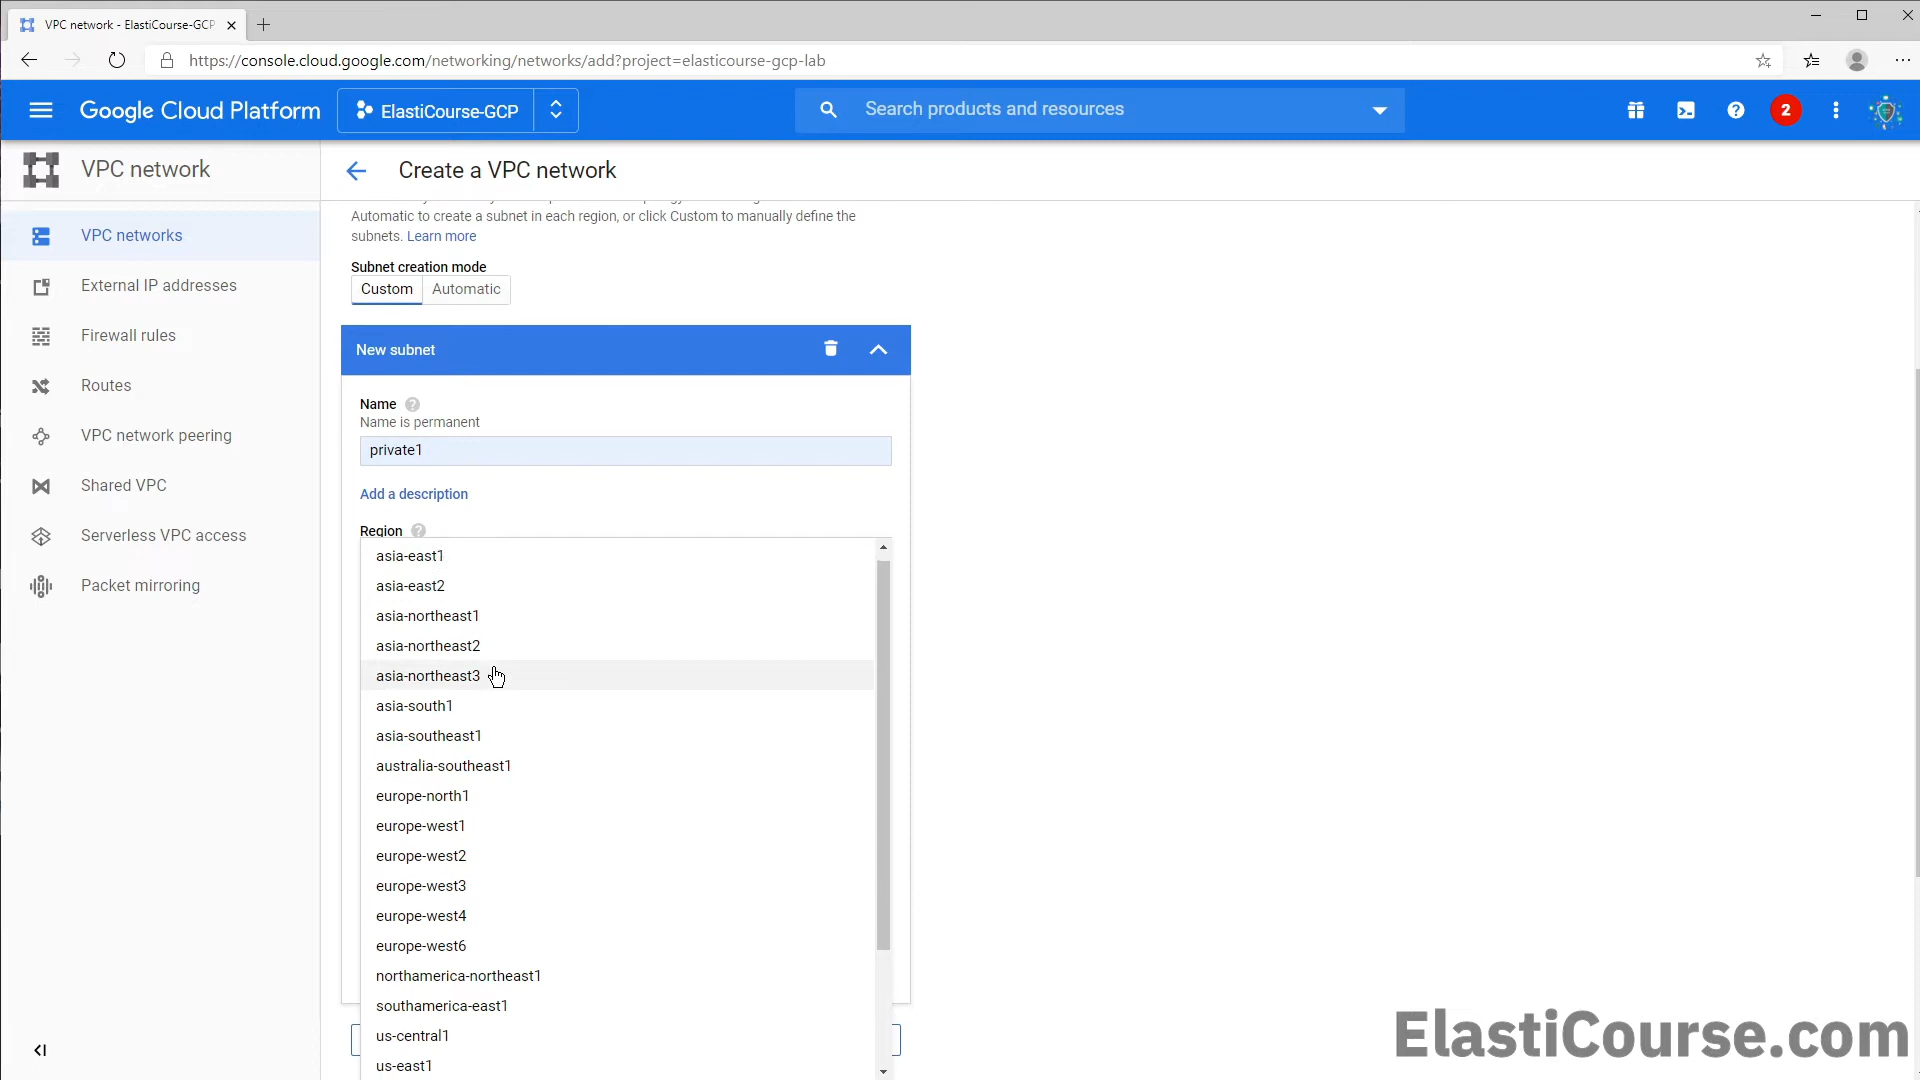 VPC network - ElastiCourse-GCP
https://console.cloud.google.com/networking/networks/add?project=elasticourse-gcp-lab
Google Cloud Platform
ElastiCourse-GCP
Search products and resources
2
VPC network
Create a VPC network
VPC networks
External IP addresses
Firewall rules
Routes
VPC network peering
Shared VPC
Serverless VPC access
Packet mirroring
Automatic to create a subnet in each region, or click Custom to manually define the
subnets. Learn more
Subnet creation mode
Custom Automatic
New subnet
Name
Name is permanent
private1
Add a description
Region
asia-east1
asia-east2
asia-northeast1
asia-northeast2
asia-northeast3
asia-south1
asia-southeast1
australia-southeast1
europe-north1
europe-west1
europe-west2
europe-west3
europe-west4
europe-west6
northamerica-northeast1
southamerica-east1
us-central1
us-east1
ElastiCourse.com